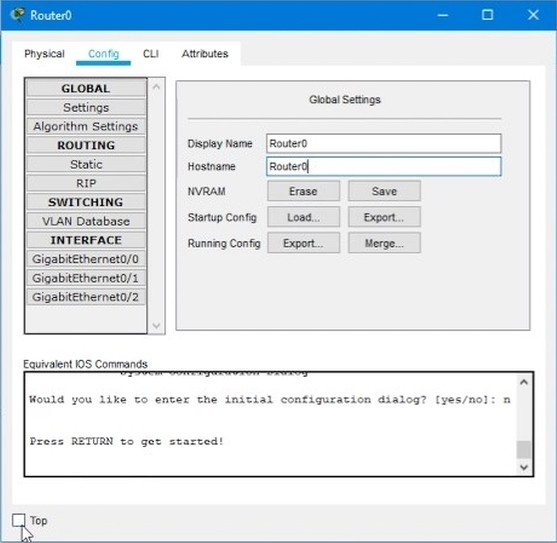 Router0
Physical Config CLI Attributes
GLOBAL
Settings
Algorithm Settings
ROUTING
Static
RIP
SWITCHING
VLAN Database
INTERFACE
GigabitEthernet0/0
GigabitEthernet0/1
GigabitEthernet0/2
Global Settings
Display Name Router0
Hostname Router0
NVRAM Erase Save
Startup Config Load... Export...
Running Config Export... Merge...
Equivalent IOS Commands
System Configuration Dialog
Would you like to enter the initial configuration dialog? [yes/no]: n
Press RETURN to get started!
Top